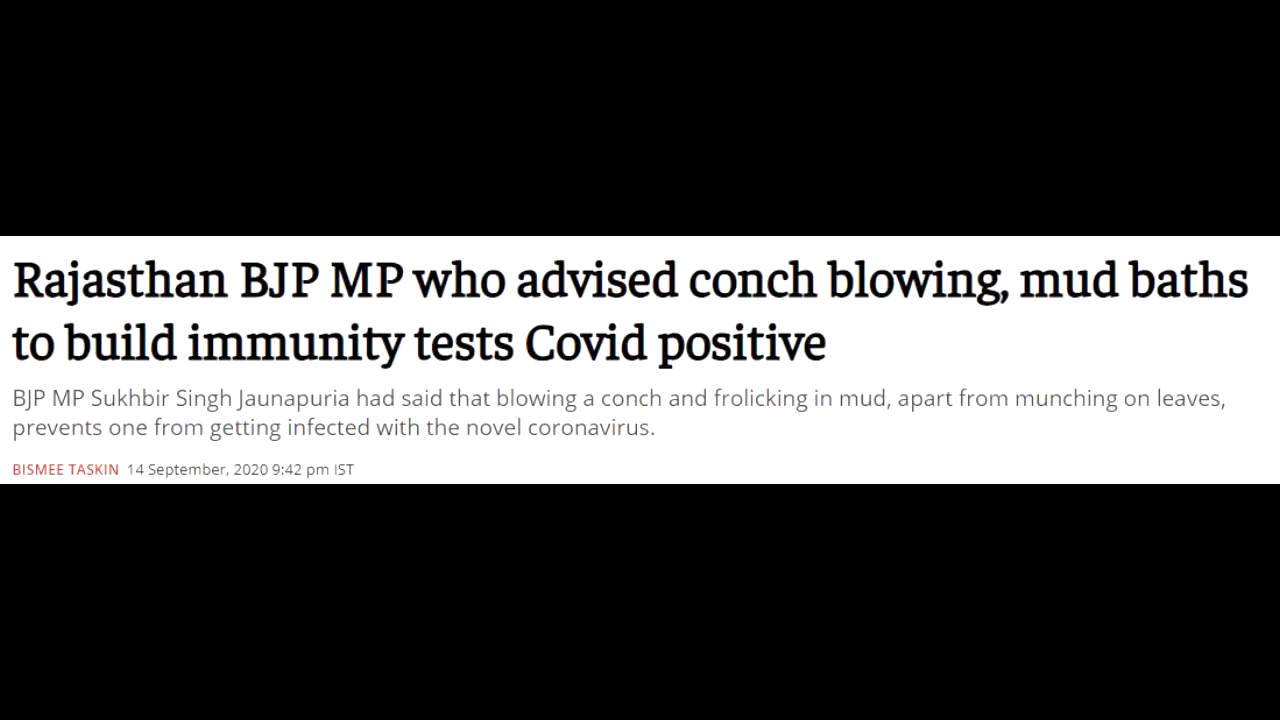 Rajasthan BJP MP who advised conch blowing, mud baths
to build immunity tests Covid positive
BJP MP Sukhbir Singh Jaunapuria had said that blowing a conch and frolicking in mud, apart from munching on leaves,
prevents one from getting infected with the novel coronavirus.
BISMEE TASKIN 14 September, 2020 9:42 pm IST